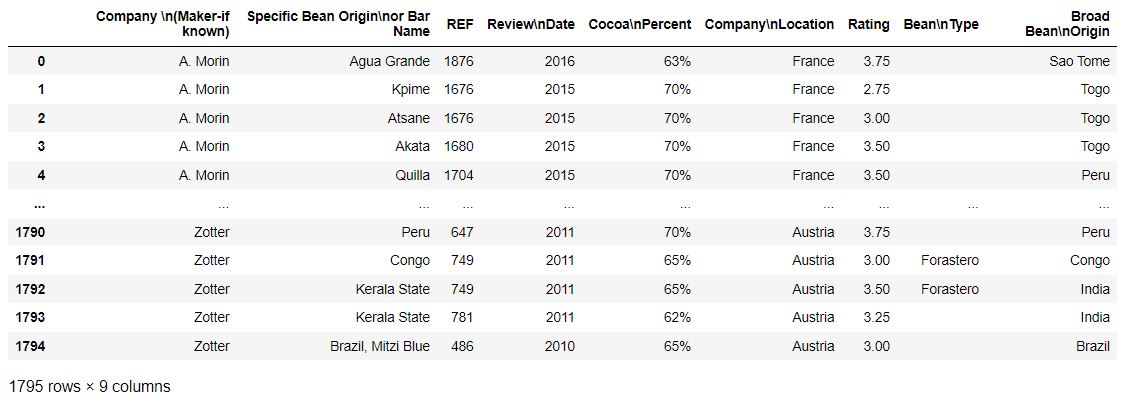 Company \n(Maker-if known) Specific Bean Origin\nor Bar Name REF Review\nDate Cocoa\nPercent Company\nLocation Rating Bean\nType Broad Bean\nOrigin
0 A. Morin Agua Grande 1876 2016 63% France 3.75 Sao Tome
1 A. Morin Kpime 1676 2015 70% France 2.75 Togo
2 A. Morin Atsane 1676 2015 70% France 3.00 Togo
3 A. Morin Akata 1680 2015 70% France 3.50 Togo
4 A. Morin Quilla 1704 2015 70% France 3.50 Peru
... ... ... ... ... ... ... ... ... ...
1790 Zotter Peru 647 2011 70% Austria 3.75 Peru
1791 Zotter Congo 749 2011 65% Austria 3.00 Forastero Congo
1792 Zotter Kerala State 749 2011 65% Austria 3.50 Forastero India
1793 Zotter Kerala State 781 2011 62% Austria 3.25 India
1794 Zotter Brazil, Mitzi Blue 486 2010 65% Austria 3.00 Brazil
1795 rows × 9 columns